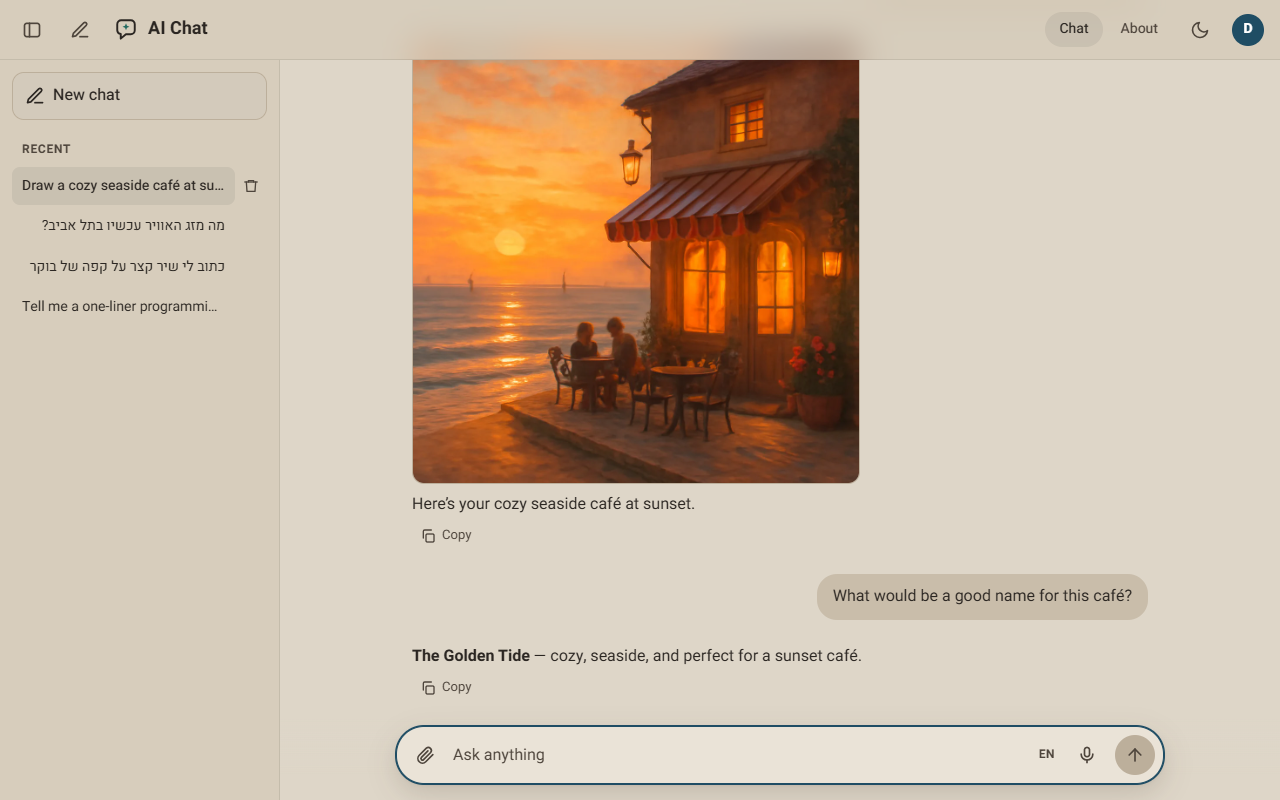 AI Chat
Chat
About
D
New chat
RECENT
Draw a cozy seaside café at su...
מה מזג האוויר עכשיו בתל אביב?
כתוב לי שיר קצר על קפה של בוקר
Tell me a one-liner programmi...
Here's your cozy seaside café at sunset.
Copy
What would be a good name for this café?
The Golden Tide — cozy, seaside, and perfect for a sunset café.
Copy
Ask anything
EN